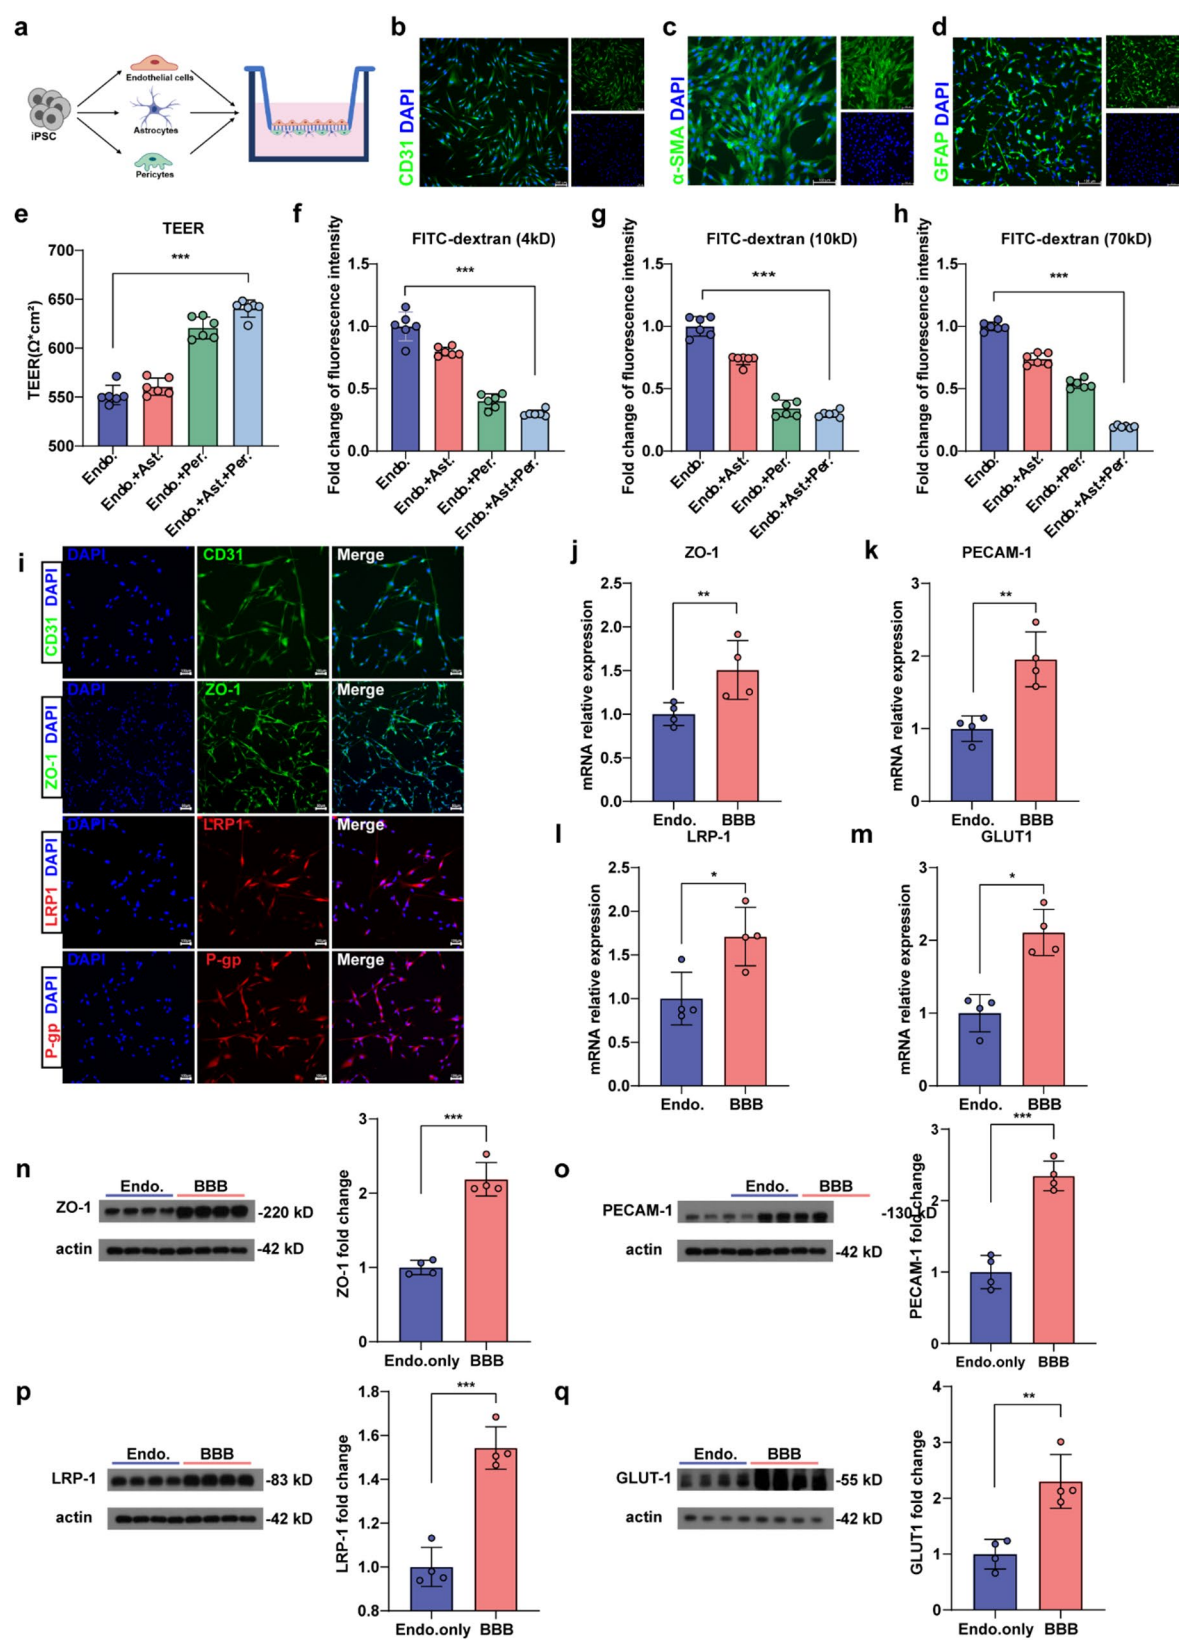 a
iPSC
Endothelial cells
Astrocytes
Pericytes
b
CD31 DAPI
c
α-SMA DAPI
d
GFAP DAPI
e
TEER
TEER(Ω*cm²)
700
650
600
550
500
***
Endo.
Endo.+Ast.
Endo.+Per.
Endo.+Ast.+Per.
f
FITC-dextran (4kD)
Fold change of fluorescence intensity
1.5
1.0
0.5
0.0
***
Endo.
Endo.+Ast.
Endo.+Per.
Endo.+Ast.+Per.
g
FITC-dextran (10kD)
Fold change of fluorescence intensity
1.5
1.0
0.5
0.0
***
Endo.
Endo.+Ast.
Endo.+Per.
Endo.+Ast.+Per.
h
FITC-dextran (70kD)
Fold change of fluorescence intensity
1.5
1.0
0.5
0.0
***
Endo.
Endo.+Ast.
Endo.+Per.
Endo.+Ast.+Per.
i
CD31 DAPI
DAPI
CD31
Merge
ZO-1 DAPI
DAPI
ZO-1
Merge
LRP1 DAPI
DAPI
LRP1
Merge
P-gp DAPI
DAPI
P-gp
Merge
j
ZO-1
mRNA relative expression
2.5
2.0
1.5
1.0
0.5
0.0
**
Endo. BBB
k
PECAM-1
mRNA relative expression
3
2
1
0
**
Endo. BBB
l
LRP-1
mRNA relative expression
2.5
2.0
1.5
1.0
0.5
0.0
*
Endo. BBB
m
GLUT1
mRNA relative expression
3
2
1
0
*
Endo. BBB
n
Endo. BBB
ZO-1
-220 kD
actin
-42 kD
ZO-1 fold change
3
2
1
0
***
Endo.only BBB
o
Endo. BBB
PECAM-1
-130 kD
actin
-42 kD
PECAM-1 fold change
3
2
1
0
***
Endo.only BBB
p
Endo. BBB
LRP-1
-83 kD
actin
-42 kD
LRP-1 fold change
1.8
1.6
1.4
1.2
1.0
0.8
***
Endo.only BBB
q
Endo. BBB
GLUT-1
-55 kD
actin
-42 kD
GLUT1 fold change
4
3
2
1
0
**
Endo.only BBB